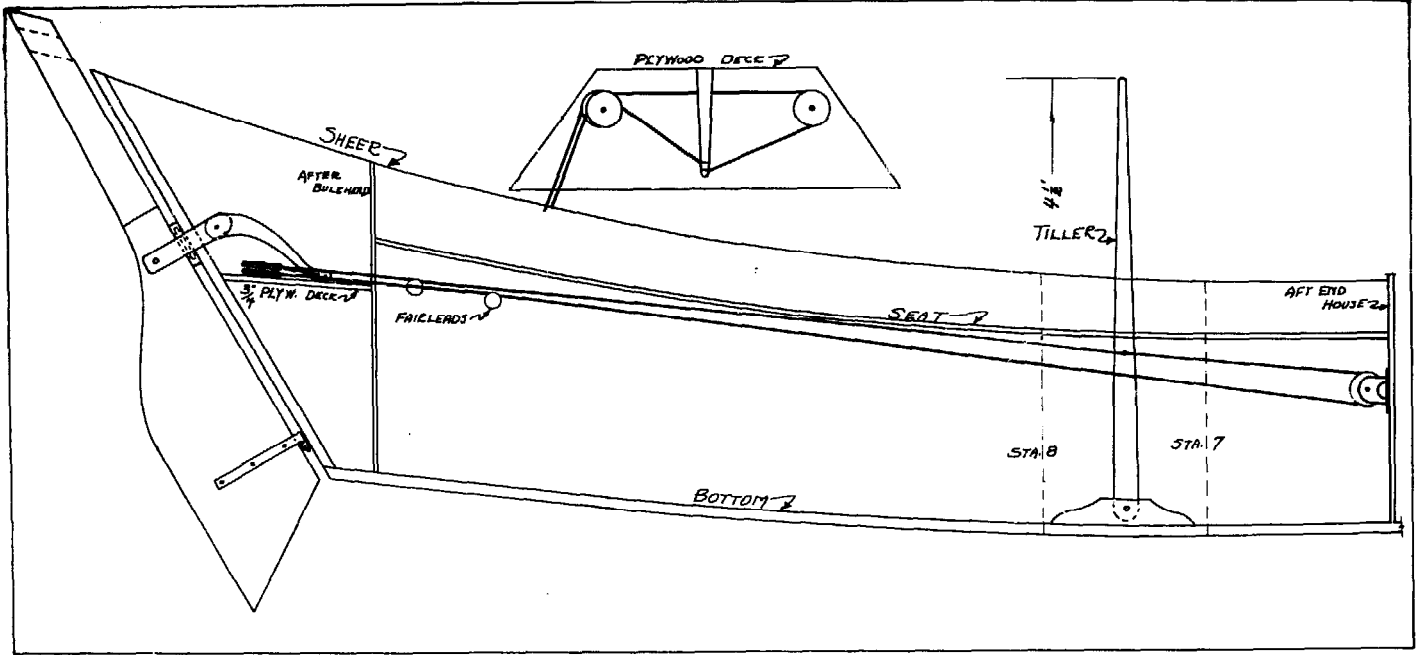 PLYWOOD DECK
SHEER
AFTER
BULKHEAD
TILLER
3/4" PLYW. DECK
FAIRLEADS
SEAT
AFT END
HOUSE
STA. 8
STA. 7
BOTTOM